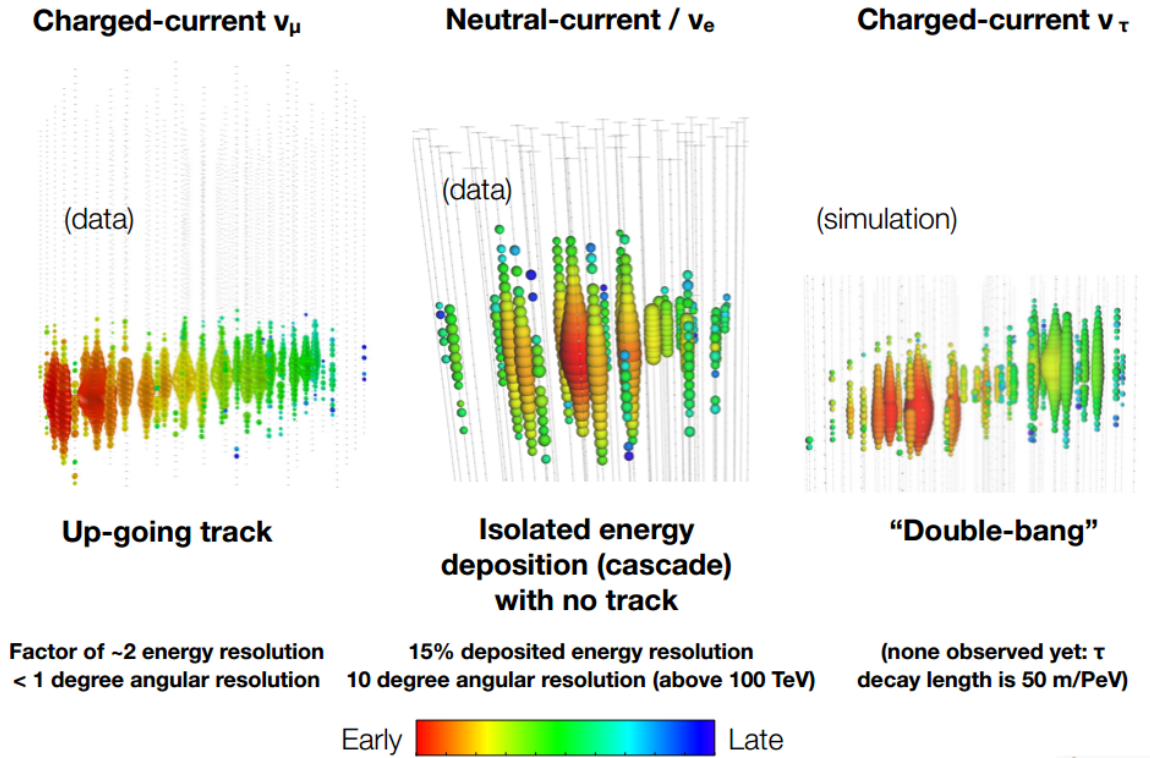 Charged-current νμ
Neutral-current / νe
Charged-current ντ
(data)
(data)
(simulation)
Up-going track
Isolated energy
deposition (cascade)
with no track
“Double-bang”
Factor of ~2 energy resolution
< 1 degree angular resolution
15% deposited energy resolution
10 degree angular resolution (above 100 TeV)
(none observed yet: τ
decay length is 50 m/PeV)
Early
Late